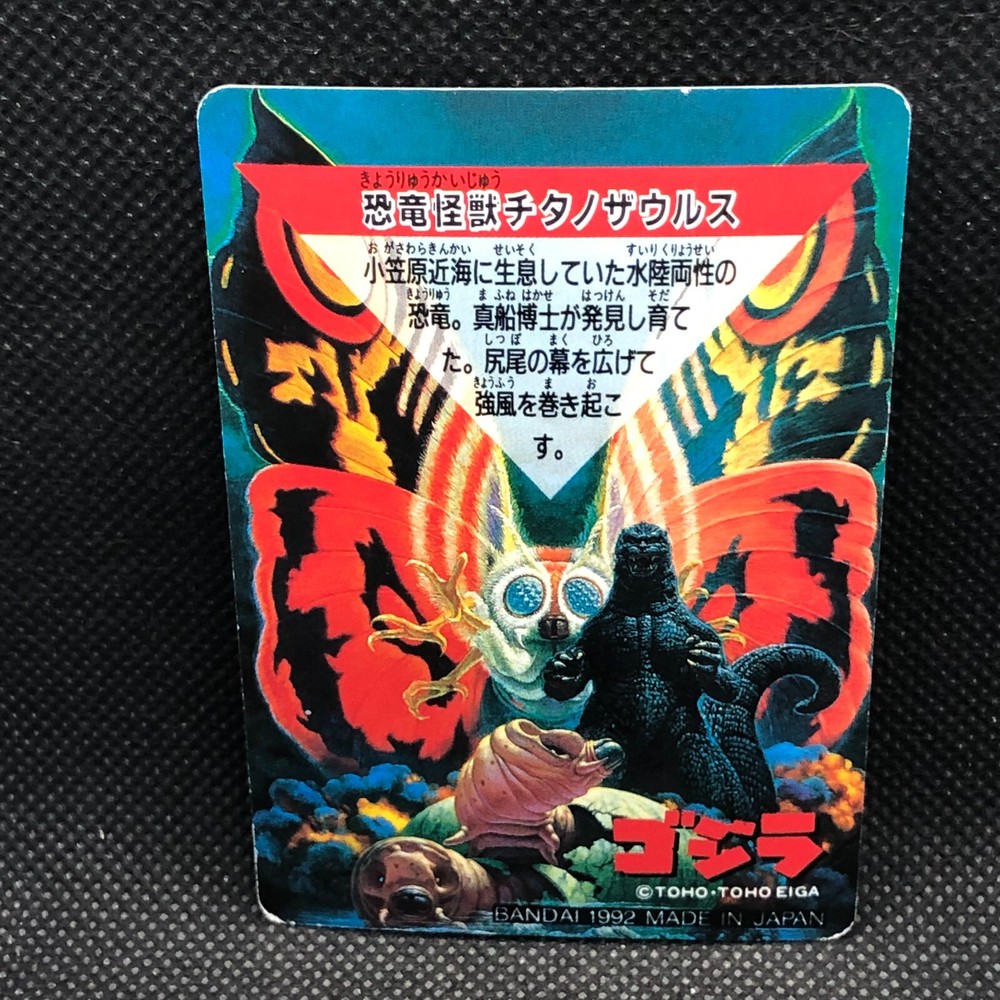 きょうりゅうかいじゅう
恐竜怪獣チタノザウルス
おがさわらきんかい せいそく すいりくりょうせい
小笠原近海に生息していた水陸両性の
きょうりゅう まふねはかせ はっけん そだ
恐竜。真船博士が発見し育て
しっぽ まく ひろ
た。尻尾の幕を広げて
きょうふう ま お
強風を巻き起こ
す。
ゴジラ
©TOHO・TOHO EIGA
BANDAI 1992 MADE IN JAPAN